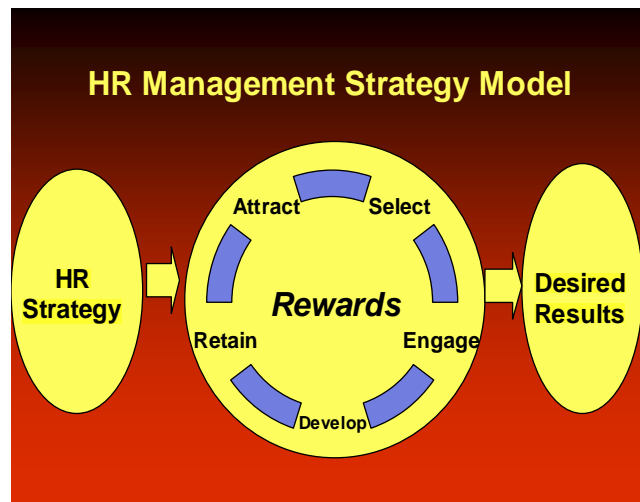 HR Management Strategy Model
Attract
Select
HR
Strategy
Rewards
Desired
Results
Retain
Engage
Develop